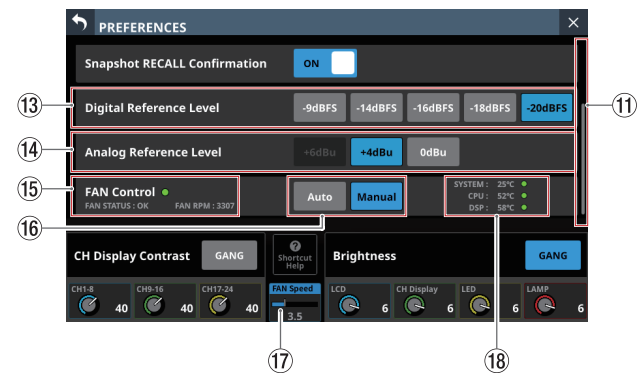 PREFERENCES
Snapshot RECALL Confirmation ON
⑬ Digital Reference Level -9dBFS -14dBFS -16dBFS -18dBFS -20dBFS ⑪
⑭ Analog Reference Level +6dBu +4dBu 0dBu
⑮ FAN Control Auto Manual SYSTEM : 25℃
CPU : 52℃
FAN STATUS : OK FAN RPM : 3307 DSP : 58℃
⑯
CH Display Contrast GANG ? Shortcut Help Brightness GANG
CH1-8 CH9-16 CH17-24 FAN Speed LCD CH Display LED LAMP
40 40 40 3.5 6 6 6 6
⑰ ⑱